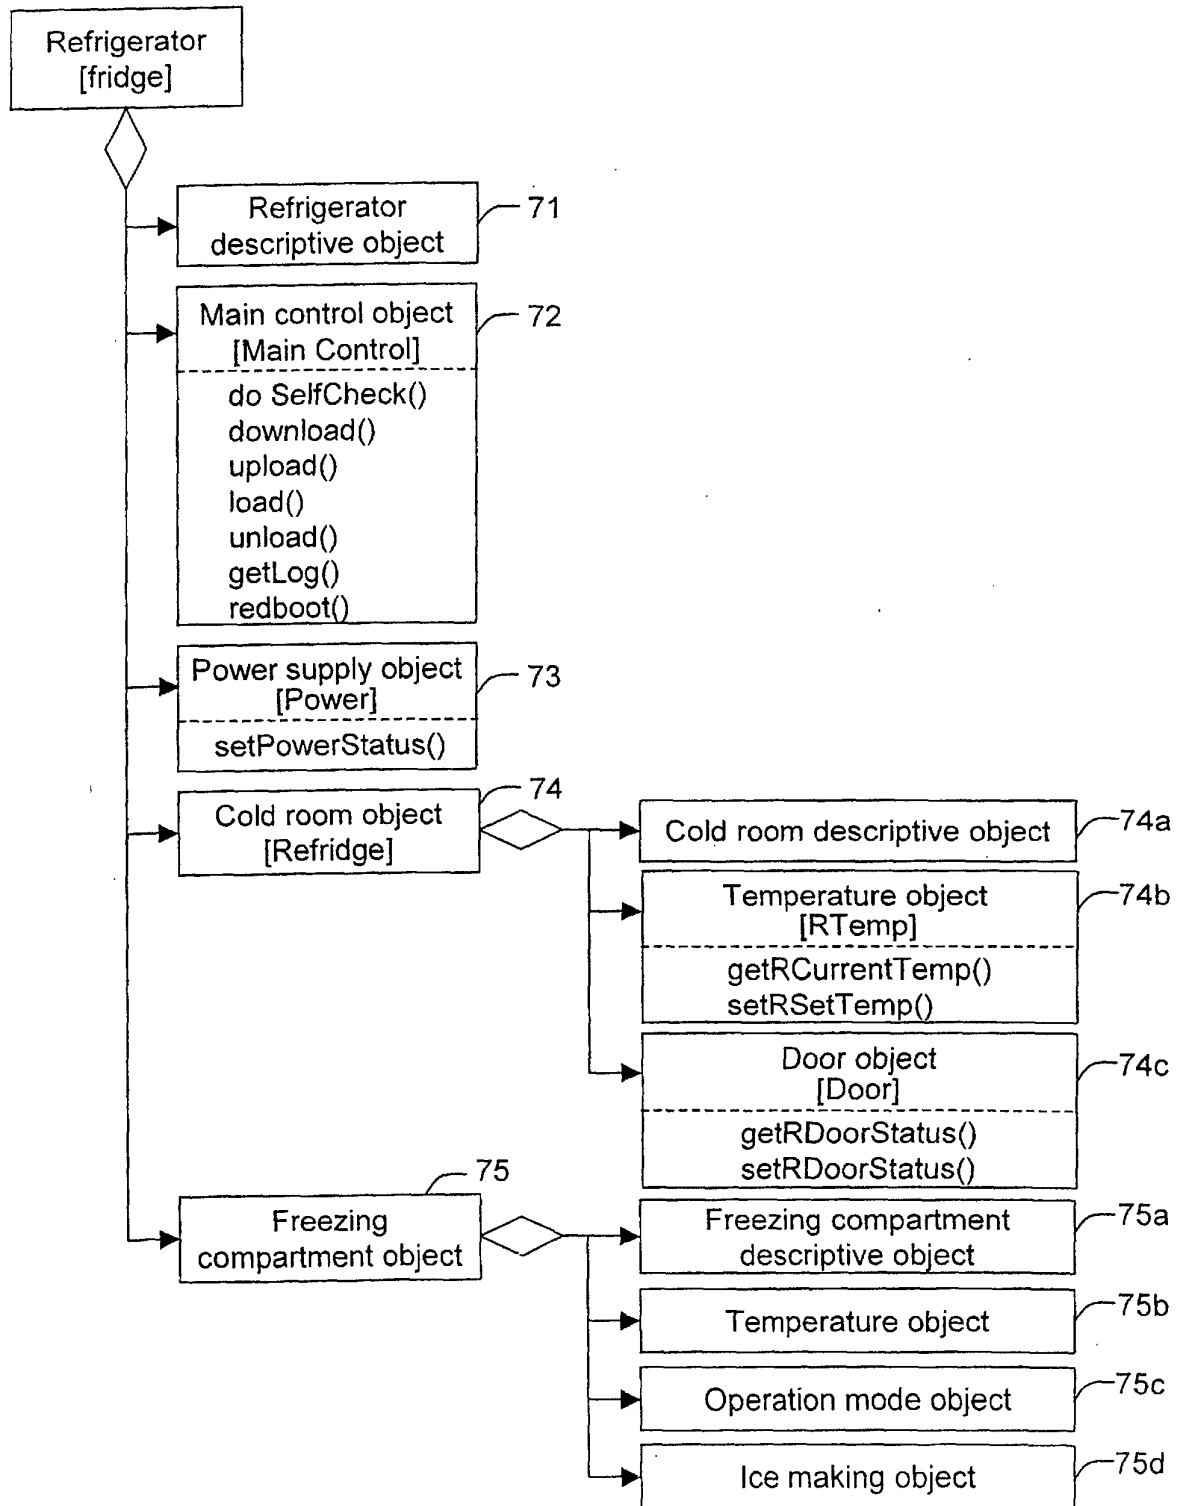 Refrigerator
[fridge]
Refrigerator
descriptive object
71
Main control object
[Main Control]
72
do SelfCheck()
download()
upload()
load()
unload()
getLog()
redboot()
Power supply object
[Power]
73
setPowerStatus()
Cold room object
[Refridge]
74
Cold room descriptive object
74a
Temperature object
[RTemp]
74b
getRCurrentTemp()
setRSetTemp()
Door object
[Door]
74c
getRDoorStatus()
setRDoorStatus()
Freezing
compartment object
75
Freezing compartment
descriptive object
75a
Temperature object
75b
Operation mode object
75c
Ice making object
75d